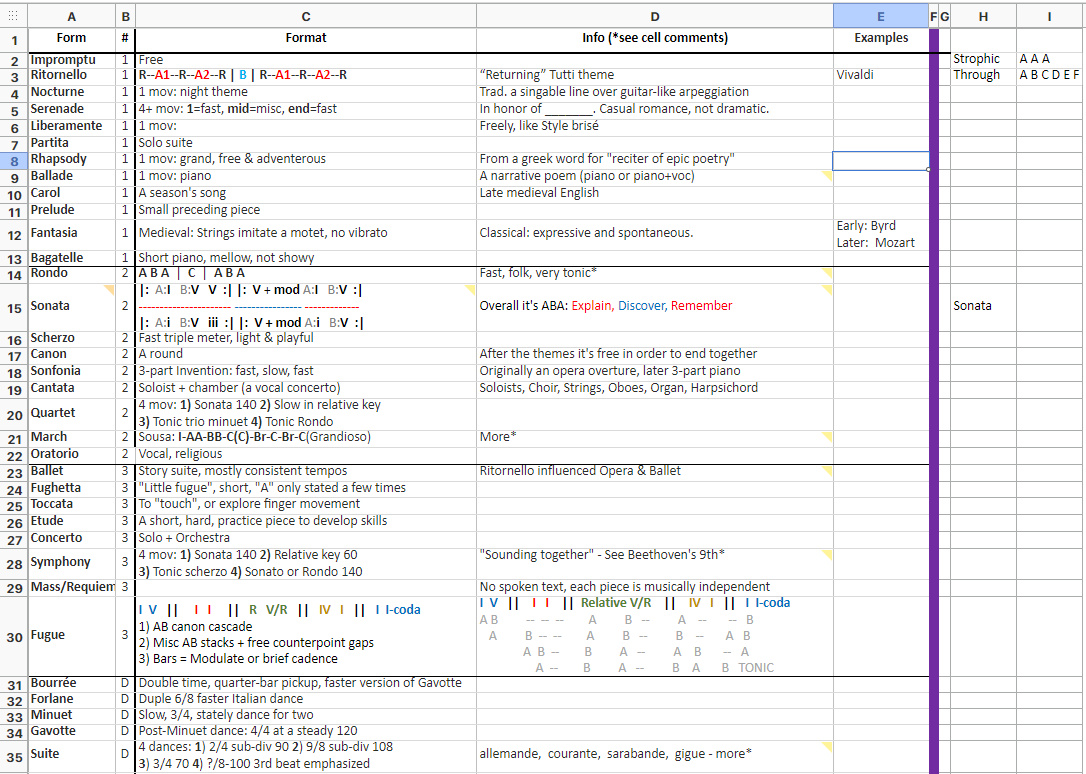 A B C D E F G H I
1 Form # Format Info (*see cell comments) Examples
2 Impromptu 1 Free Strophic A A A
3 Ritornello 1 R--A1--R--A2--R | B | R--A1--R--A2--R “Returning” Tutti theme Vivaldi Through A B C D E F
4 Nocturne 1 1 mov: night theme Trad. a singable line over guitar-like arpeggiation
5 Serenade 1 4+ mov: 1=fast, mid=misc, end=fast In honor of _______. Casual romance, not dramatic.
6 Liberamente 1 1 mov: Freely, like Style brisé
7 Partita 1 Solo suite
8 Rhapsody 1 1 mov: grand, free & adventerous From a greek word for "reciter of epic poetry"
9 Ballade 1 1 mov: piano A narrative poem (piano or piano+voc)
10 Carol 1 A season's song Late medieval English
11 Prelude 1 Small preceding piece
12 Fantasia 1 Medieval: Strings imitate a motet, no vibrato Classical: expressive and spontaneous. Early: Byrd
Later: Mozart
13 Bagatelle 1 Short piano, mellow, not showy
14 Rondo 2 A B A | C | A B A Fast, folk, very tonic*
|: A:I B:V V :| |: V + mod A:I B:V :|
15 Sonata 2 ---------------------- ----------------- ------------- Overall it's ABA: Explain, Discover, Remember Sonata
|: A:i B:V iii :| |: V + mod A:i B:V :|
16 Scherzo 2 Fast triple meter, light & playful
17 Canon 2 A round After the themes it's free in order to end together
18 Sonfonia 2 3-part Invention: fast, slow, fast Originally an opera overture, later 3-part piano
19 Cantata 2 Soloist + chamber (a vocal concerto) Soloists, Choir, Strings, Oboes, Organ, Harpsichord
20 Quartet 2 4 mov: 1) Sonata 140 2) Slow in relative key
3) Tonic trio minuet 4) Tonic Rondo
21 March 2 Sousa: I-AA-BB-C(C)-Br-C-Br-C(Grandioso) More*
22 Oratorio 2 Vocal, religious
23 Ballet 3 Story suite, mostly consistent tempos Ritornello influenced Opera & Ballet
24 Fughetta 3 "Little fugue", short, "A" only stated a few times
25 Toccata 3 To "touch", or explore finger movement
26 Etude 3 A short, hard, practice piece to develop skills
27 Concerto 3 Solo + Orchestra
28 Symphony 3 4 mov: 1) Sonata 140 2) Relative key 60 "Sounding together" - See Beethoven's 9th*
3) Tonic scherzo 4) Sonato or Rondo 140
29 Mass/Requiem 3 No spoken text, each piece is musically independent
30 Fugue 3 I V || I I || R V/R || IV I || I I-coda I V || I I || Relative V/R || IV I || I I-coda
1) AB canon cascade A B -- -- -- A B -- A -- -- B
2) Misc AB stacks + free counterpoint gaps A B -- -- A B -- B -- A B
3) Bars = Modulate or brief cadence A B -- B A -- A B -- A
A -- B A -- B A B TONIC
31 Bourrée D Double time, quarter-bar pickup, faster version of Gavotte
32 Forlane D Duple 6/8 faster Italian dance
33 Minuet D Slow, 3/4, stately dance for two
34 Gavotte D Post-Minuet dance: 4/4 at a steady 120
35 Suite D 4 dances: 1) 2/4 sub-div 90 2) 9/8 sub-div 108 allemande, courante, sarabande, gigue - more*
3) 3/4 70 4) ?/8-100 3rd beat emphasized